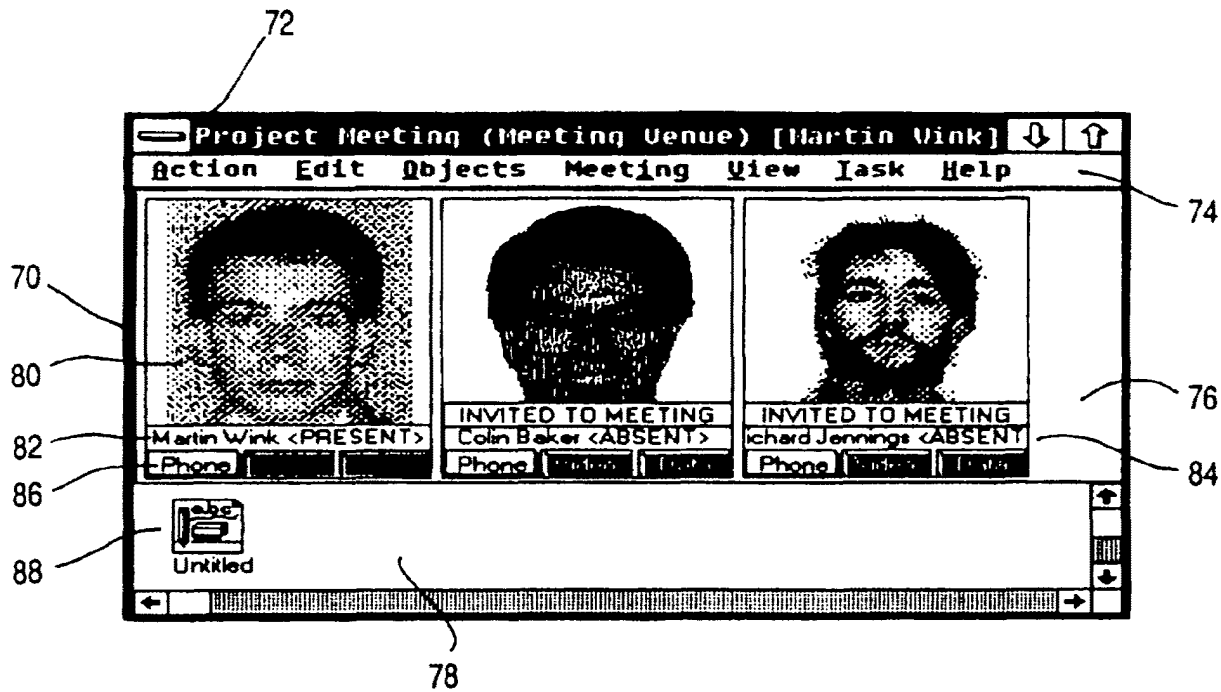 72
Project Meeting (Meeting Venue) [Martin Wink]
Action Edit Objects Meeting View Task Help
74
70
80
76
INVITED TO MEETING INVITED TO MEETING
82 Martin Wink <PRESENT> Colin Baker <ABSENT> ichard Jennings <ABSENT
86 Phone Phone Phone 84
abc
88
Untitled
78